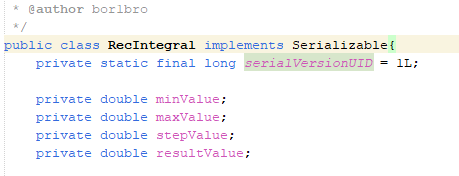 * @author borlbro
*/
public class RecIntegral implements Serializable{
private static final long serialVersionUID = 1L;
private double minValue;
private double maxValue;
private double stepValue;
private double resultValue;